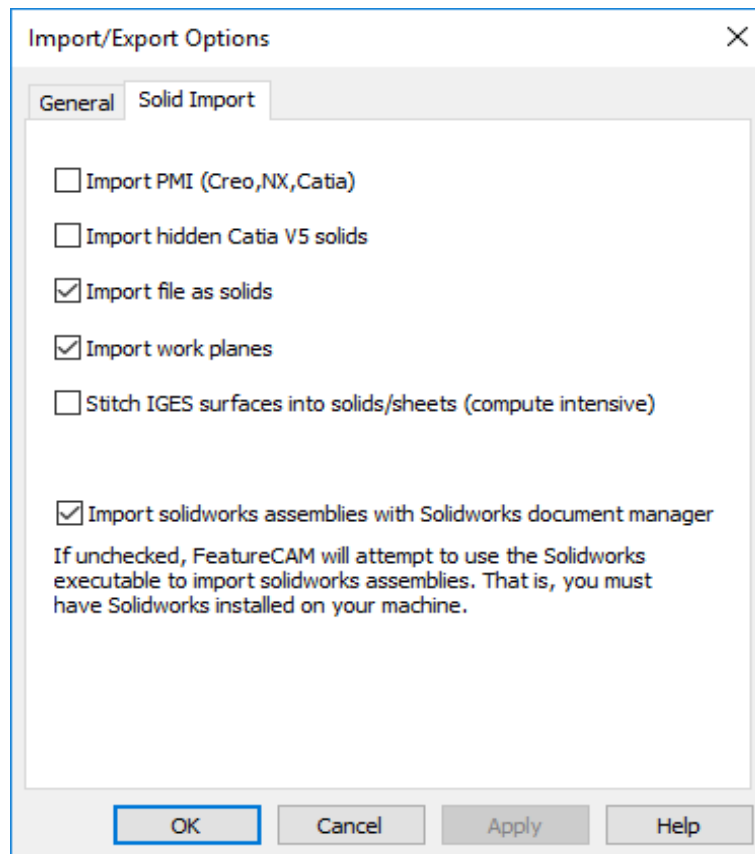 Import/Export Options
General
Solid Import
Import PMI (Creo,NX,Catia)
Import hidden Catia V5 solids
Import file as solids
Import work planes
Stitch IGES surfaces into solids/sheets (compute intensive)
Import solidworks assemblies with Solidworks document manager
If unchecked, FeatureCAM will attempt to use the Solidworks
executable to import solidworks assemblies. That is, you must
have Solidworks installed on your machine.
OK
Cancel
Apply
Help